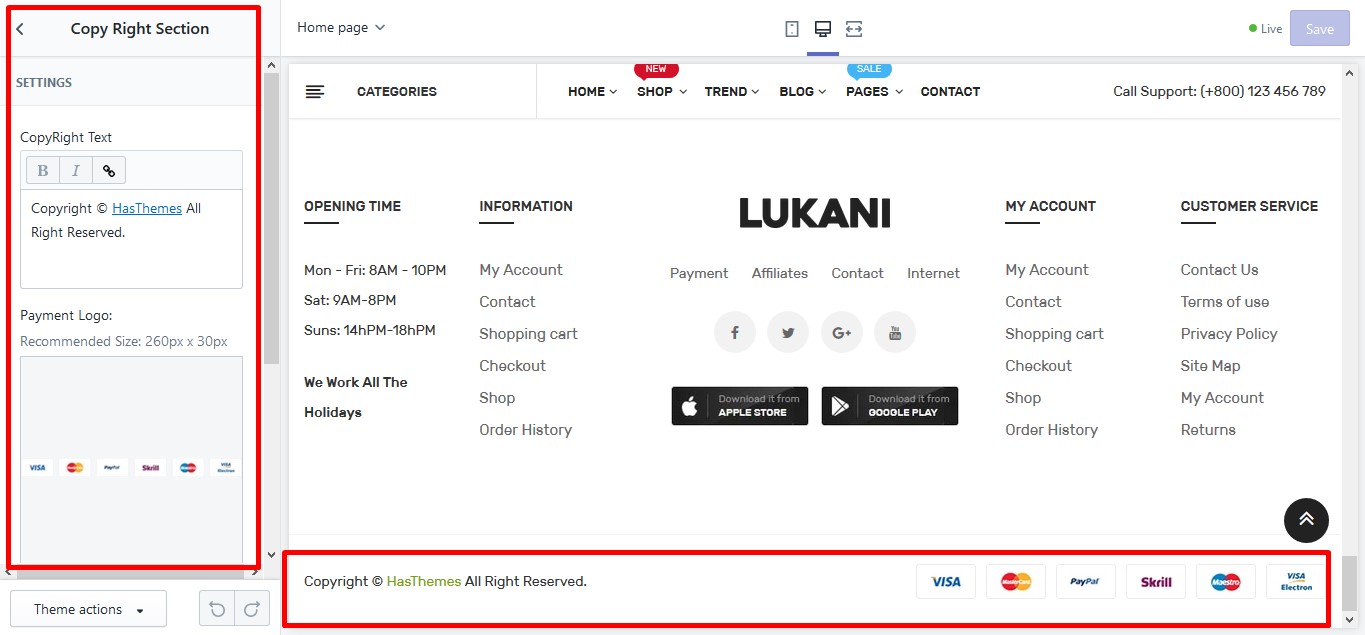 Copy Right Section
SETTINGS
CopyRight Text
B I
Copyright © HasThemes All
Right Reserved.
Payment Logo:
Recommended Size: 260px x 30px
VISA MasterCard PayPal Skrill Maestro VISA Electron
Theme actions
Home page
Live
Save
NEW
SALE
CATEGORIES
HOME SHOP TREND BLOG PAGES CONTACT
Call Support: (+800) 123 456 789
OPENING TIME
Mon - Fri: 8AM - 10PM
Sat: 9AM-8PM
Suns: 14hPM-18hPM
We Work All The
Holidays
INFORMATION
My Account
Contact
Shopping cart
Checkout
Shop
Order History
LUKANI
Payment Affiliates Contact Internet
f G+ You Tube
Download it from
APPLE STORE
Download it from
GOOGLE PLAY
MY ACCOUNT
My Account
Contact
Shopping cart
Checkout
Shop
Order History
CUSTOMER SERVICE
Contact Us
Terms of use
Privacy Policy
Site Map
My Account
Returns
Copyright © HasThemes All Right Reserved.
VISA MasterCard PayPal Skrill Maestro VISA Electron